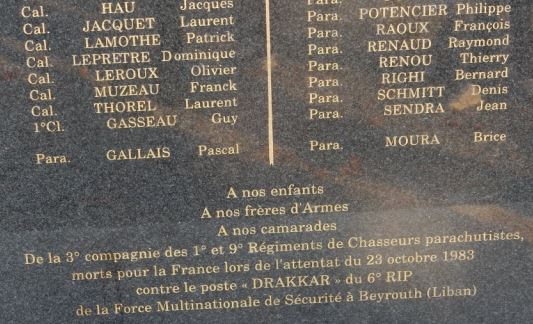 Cal. HAU Jacques
Cal. JACQUET Laurent
Cal. LAMOTHE Patrick
Cal. LEPRETRE Dominique
Cal. LEROUX Olivier
Cal. MUZEAU Franck
Cal. THOREL Laurent
1°Cl. GASSEAU Guy
Para. GALLAIS Pascal
Para. POTENCIER Philippe
Para. RAOUX François
Para. RENAUD Raymond
Para. RENOU Thierry
Para. RIGHI Bernard
Para. SCHMITT Denis
Para. SENDRA Jean
Para. MOURA Brice
A nos enfants
A nos frères d'Armes
A nos camarades
De la 3° compagnie des 1° et 9° Régiments de Chasseurs parachutistes,
morts pour la France lors de l'attentat du 23 octobre 1983
contre le poste « DRAKKAR » du 6° RIP
de la Force Multinationale de Sécurité à Beyrouth (Liban)